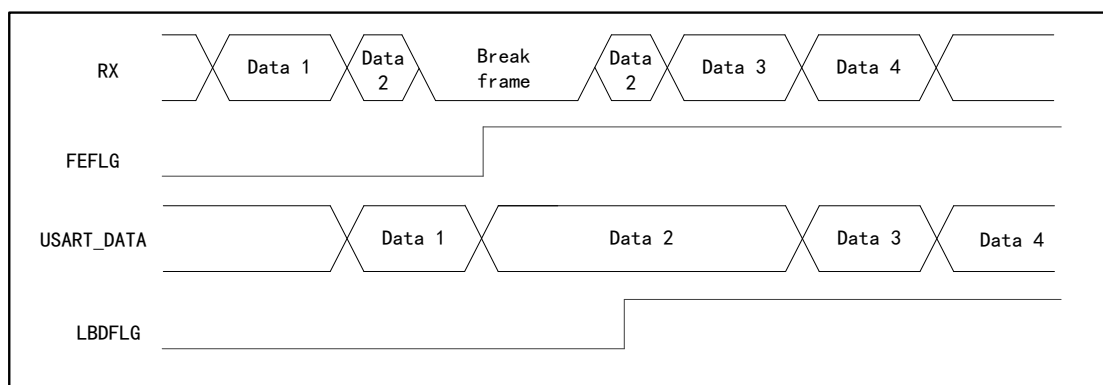 RX
Data 1
Data
2
Break
frame
Data
2
Data 3
Data 4
FEFLG
USART_DATA
Data 1
Data 2
Data 3
Data 4
LBDFLG